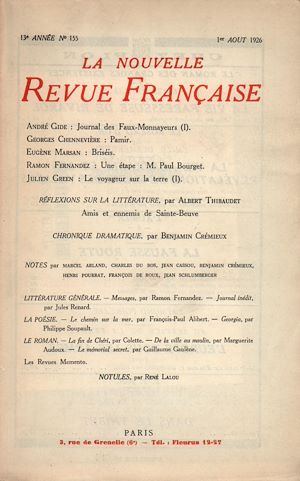 13e ANNÉE No 155
1er AOUT 1926
LA NOUVELLE
REVUE FRANÇAISE
ANDRÉ GIDE : Journal des Faux-Monnayeurs (I).
GEORGES CHENNEVIÈRE : Pamir.
EUGÈNE MARSAN : Briséis.
RAMON FERNANDEZ : Une étape : M. Paul Bourget.
JULIEN GREEN : Le voyageur sur la terre (I).
RÉFLEXIONS SUR LA LITTÉRATURE, par ALBERT THIBAUDET
Amis et ennemis de Sainte-Beuve
CHRONIQUE DRAMATIQUE, par BENJAMIN CRÉMIEUX
NOTES par MARCEL ARLAND, CHARLES DU BOS, JEAN CASSOU, BENJAMIN CRÉMIEUX,
HENRI POURRAT, FRANÇOIS DE ROUX, JEAN SCHLUMBERGER
LITTÉRATURE GÉNÉRALE. — Messages, par Ramon Fernandez. — Journal inédit,
par Jules Renard.
LA POÉSIE. — Le chemin sur la mer, par François-Paul Alibert. — Georgia, par
Philippe Soupault.
LE ROMAN. — La fin de Chéri, par Colette. — De la ville au moulin, par Marguerite
Audoux. — Le mémorial secret, par Guillaume Gaulène.
Les Revues Memento.
NOTULES, par RENÉ LALOU
PARIS
3, rue de Grenelle (6e) — Tél. : Fleurus 12-27